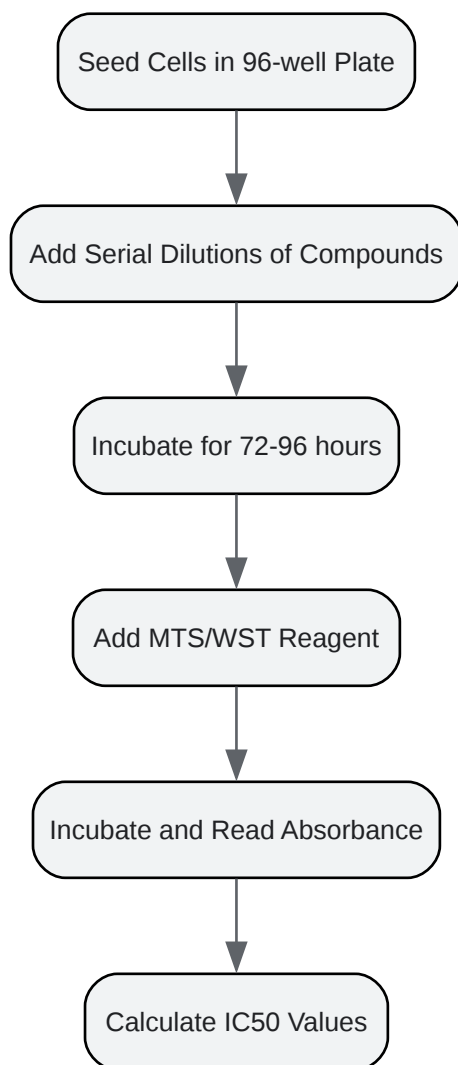 Seed Cells in 96-well Plate
Add Serial Dilutions of Compounds
Incubate for 72-96 hours
Add MTS/WST Reagent
Incubate and Read Absorbance
Calculate IC50 Values